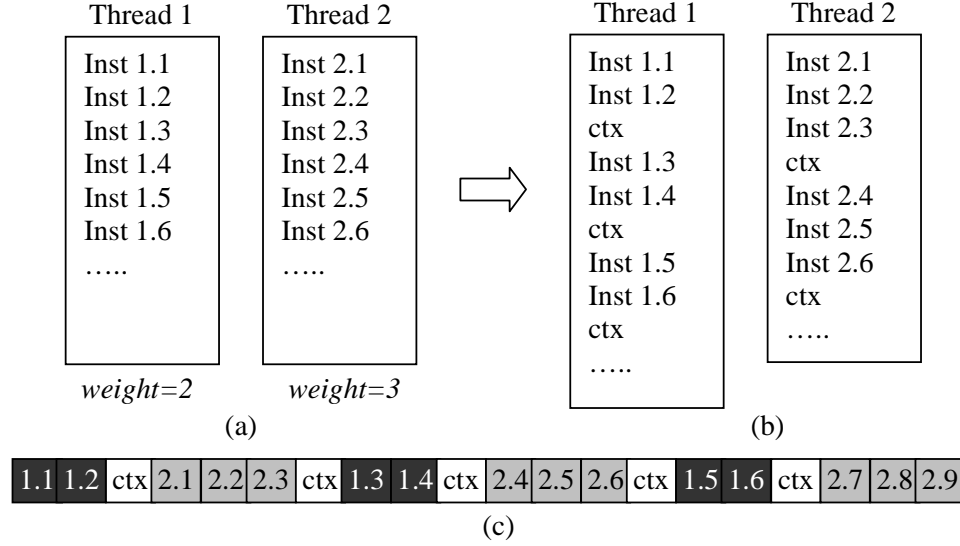 Thread 1
Inst 1.1
Inst 1.2
Inst 1.3
Inst 1.4
Inst 1.5
Inst 1.6
…..
weight=2
Thread 2
Inst 2.1
Inst 2.2
Inst 2.3
Inst 2.4
Inst 2.5
Inst 2.6
…..
weight=3
(a)
Thread 1
Inst 1.1
Inst 1.2
ctx
Inst 1.3
Inst 1.4
ctx
Inst 1.5
Inst 1.6
ctx
…..
Thread 2
Inst 2.1
Inst 2.2
Inst 2.3
ctx
Inst 2.4
Inst 2.5
Inst 2.6
ctx
…..
(b)
1.1 1.2 ctx 2.1 2.2 2.3 ctx 1.3 1.4 ctx 2.4 2.5 2.6 ctx 1.5 1.6 ctx 2.7 2.8 2.9
(c)